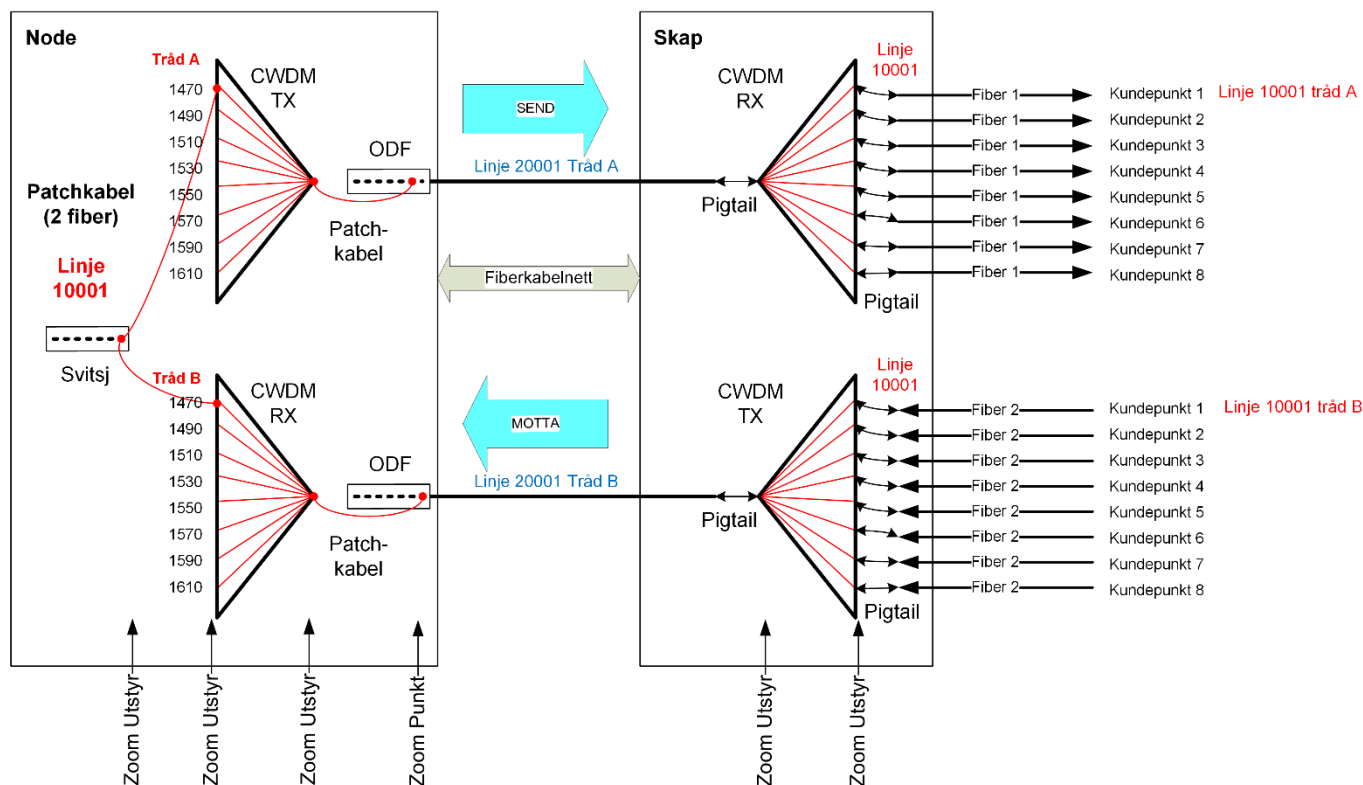 Node
Tråd A
1470
1490
1510
1530
1550
1570
1590
1610
CWDM
TX
ODF
Patch-
kabel
Patchkabel
(2 fiber)
Linje
10001
Svitsj
Tråd B
1470
1490
1510
1530
1550
1570
1590
1610
CWDM
RX
ODF
Patch-
kabel
SEND
Linje 20001 Tråd A
Fiberkabelnett
MOTTA
Linje 20001 Tråd B
Skap
CWDM
RX
Pigtail
Linje
10001
Pigtail
Fiber 1 Kundepunkt 1 Linje 10001 tråd A
Fiber 1 Kundepunkt 2
Fiber 1 Kundepunkt 3
Fiber 1 Kundepunkt 4
Fiber 1 Kundepunkt 5
Fiber 1 Kundepunkt 6
Fiber 1 Kundepunkt 7
Fiber 1 Kundepunkt 8
CWDM
TX
Pigtail
Linje
10001
Pigtail
Fiber 2 Kundepunkt 1 Linje 10001 tråd B
Fiber 2 Kundepunkt 2
Fiber 2 Kundepunkt 3
Fiber 2 Kundepunkt 4
Fiber 2 Kundepunkt 5
Fiber 2 Kundepunkt 6
Fiber 2 Kundepunkt 7
Fiber 2 Kundepunkt 8
Zoom Utstyr
Zoom Utstyr
Zoom Utstyr
Zoom Punkt
Zoom Utstyr
Zoom Utstyr